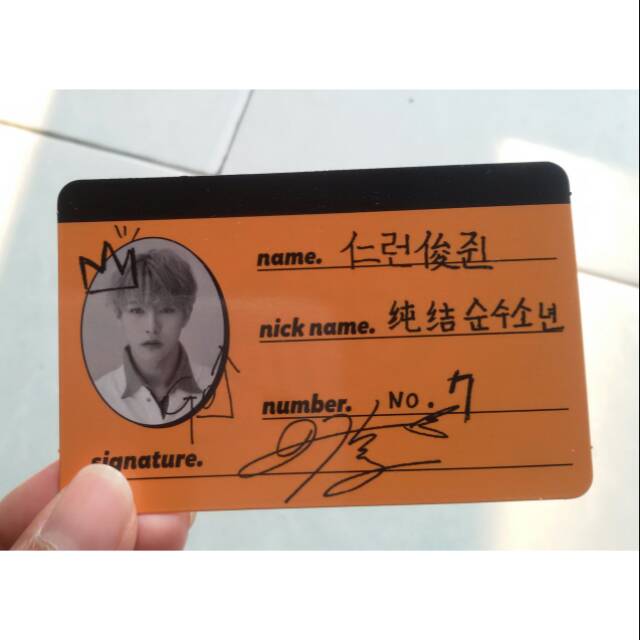 name. 仁런俊쥔
nick name. 纯结순수소년
number. No. 7
signature.